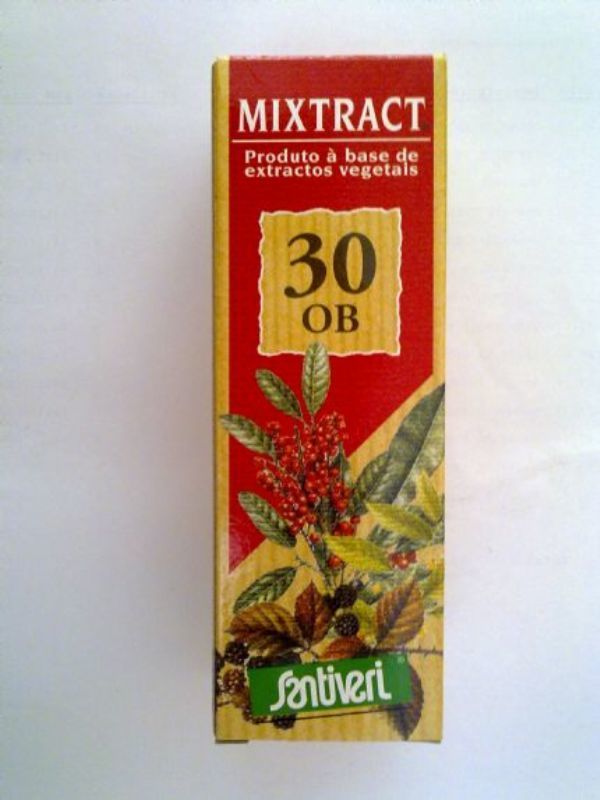 MIXTRACT
Produto à base de
extractos vegetais
30
OB
Santiveri